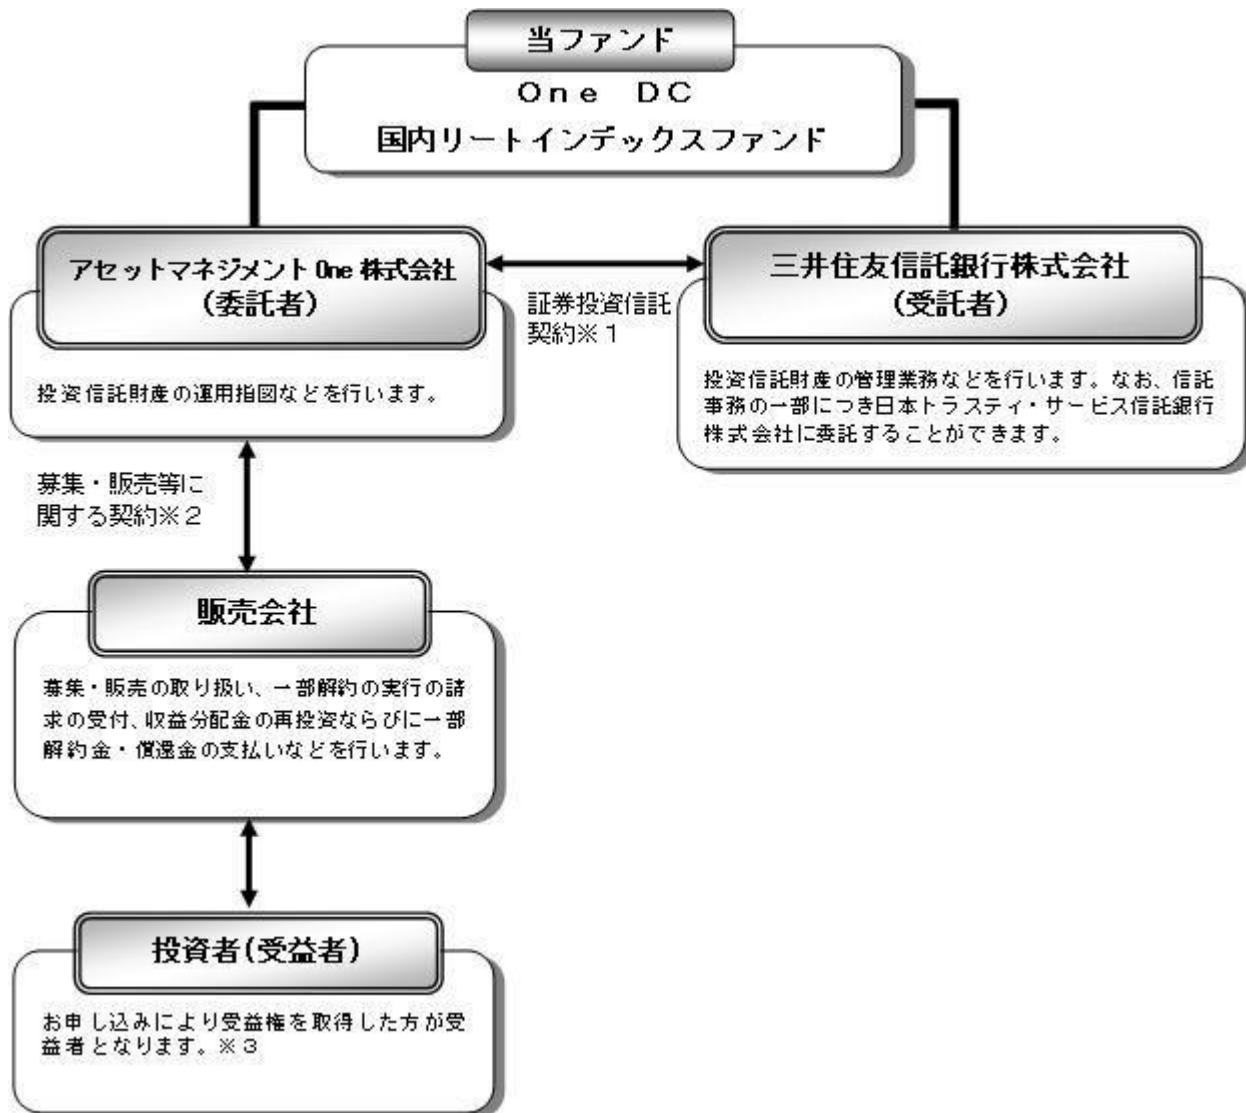 当ファンド
One DC
国内リートインデックスファンド
アセットマネジメントOne株式会社
(委託者)
投資信託財産の運用指図などを行います。
証券投資信託
契約※1
三井住友信託銀行株式会社
(受託者)
投資信託財産の管理業務などを行います。なお、信託
事務の一部につき日本トラスティ・サービス信託銀行
株式会社に委託することができます。
募集・販売等に
関する契約※2
販売会社
募集・販売の取り扱い、一部解約の実行の請
求の受付、収益分配金の再投資ならびに一部
解約金・償還金の支払いなどを行います。
投資者(受益者)
お申し込みにより受益権を取得した方が受
益者となります。※3